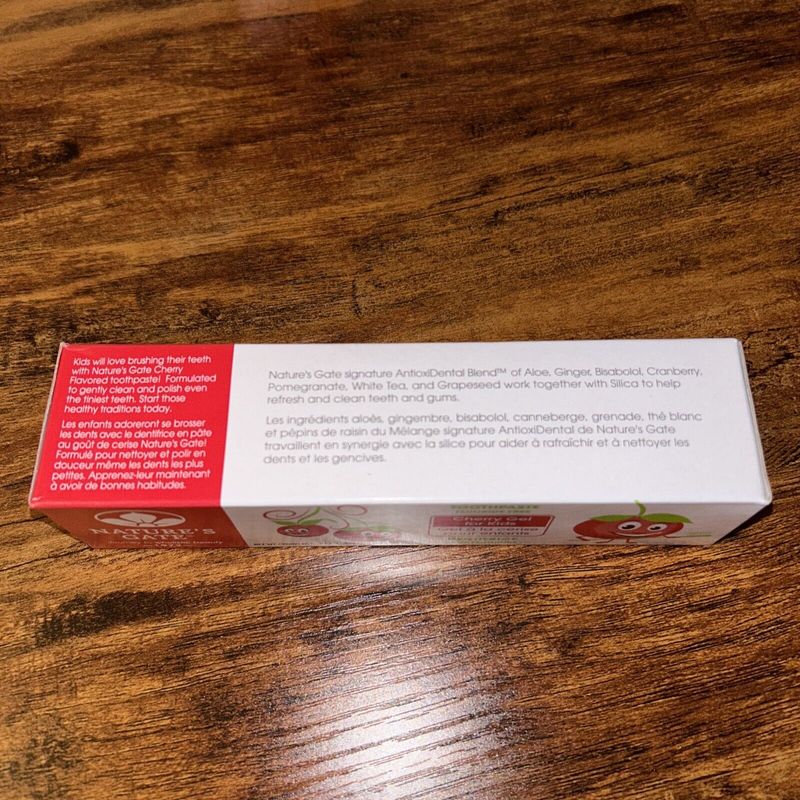 Kids will love brushing their teeth
with Nature's Gate Cherry
Flavored toothpaste! Formulated
to gently clean and polish even
the tiniest teeth. Start those
healthy traditions today.
Les enfants adoreront se brosser
les dents avec le dentifrice en pâte
au goût de cerise Nature's Gate!
Formulé pour nettoyer et polir en
douceur même les dents les plus
petites. Apprenez-leur maintenant
à avoir de bonnes habitudes.
Nature's Gate signature AntioxiDental Blend™ of Aloe, Ginger, Bisabolol, Cranberry,
Pomegranate, White Tea, and Grapeseed work together with Silica to help
refresh and clean teeth and gums.
Les ingrédients aloès, gingembre, bisabolol, canneberge, grenade, thé blanc
et pépins de raisin du Mélange signature AntioxiDental de Nature's Gate
travaillent en synergie avec la silice pour aider à rafraîchir et à nettoyer les
dents et les gencives.
NATURE'S
GATE
TOOTHPASTE
Cherry Gel
for Kids